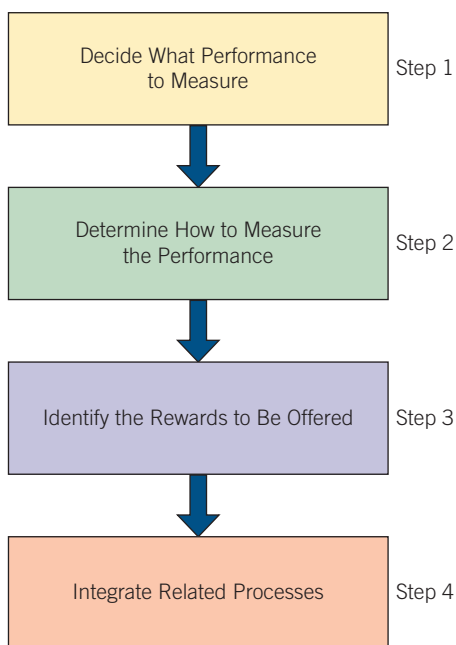 Decide What Performance
to Measure
Step 1
Determine How to Measure
the Performance
Step 2
Identify the Rewards to Be Offered
Step 3
Integrate Related Processes
Step 4